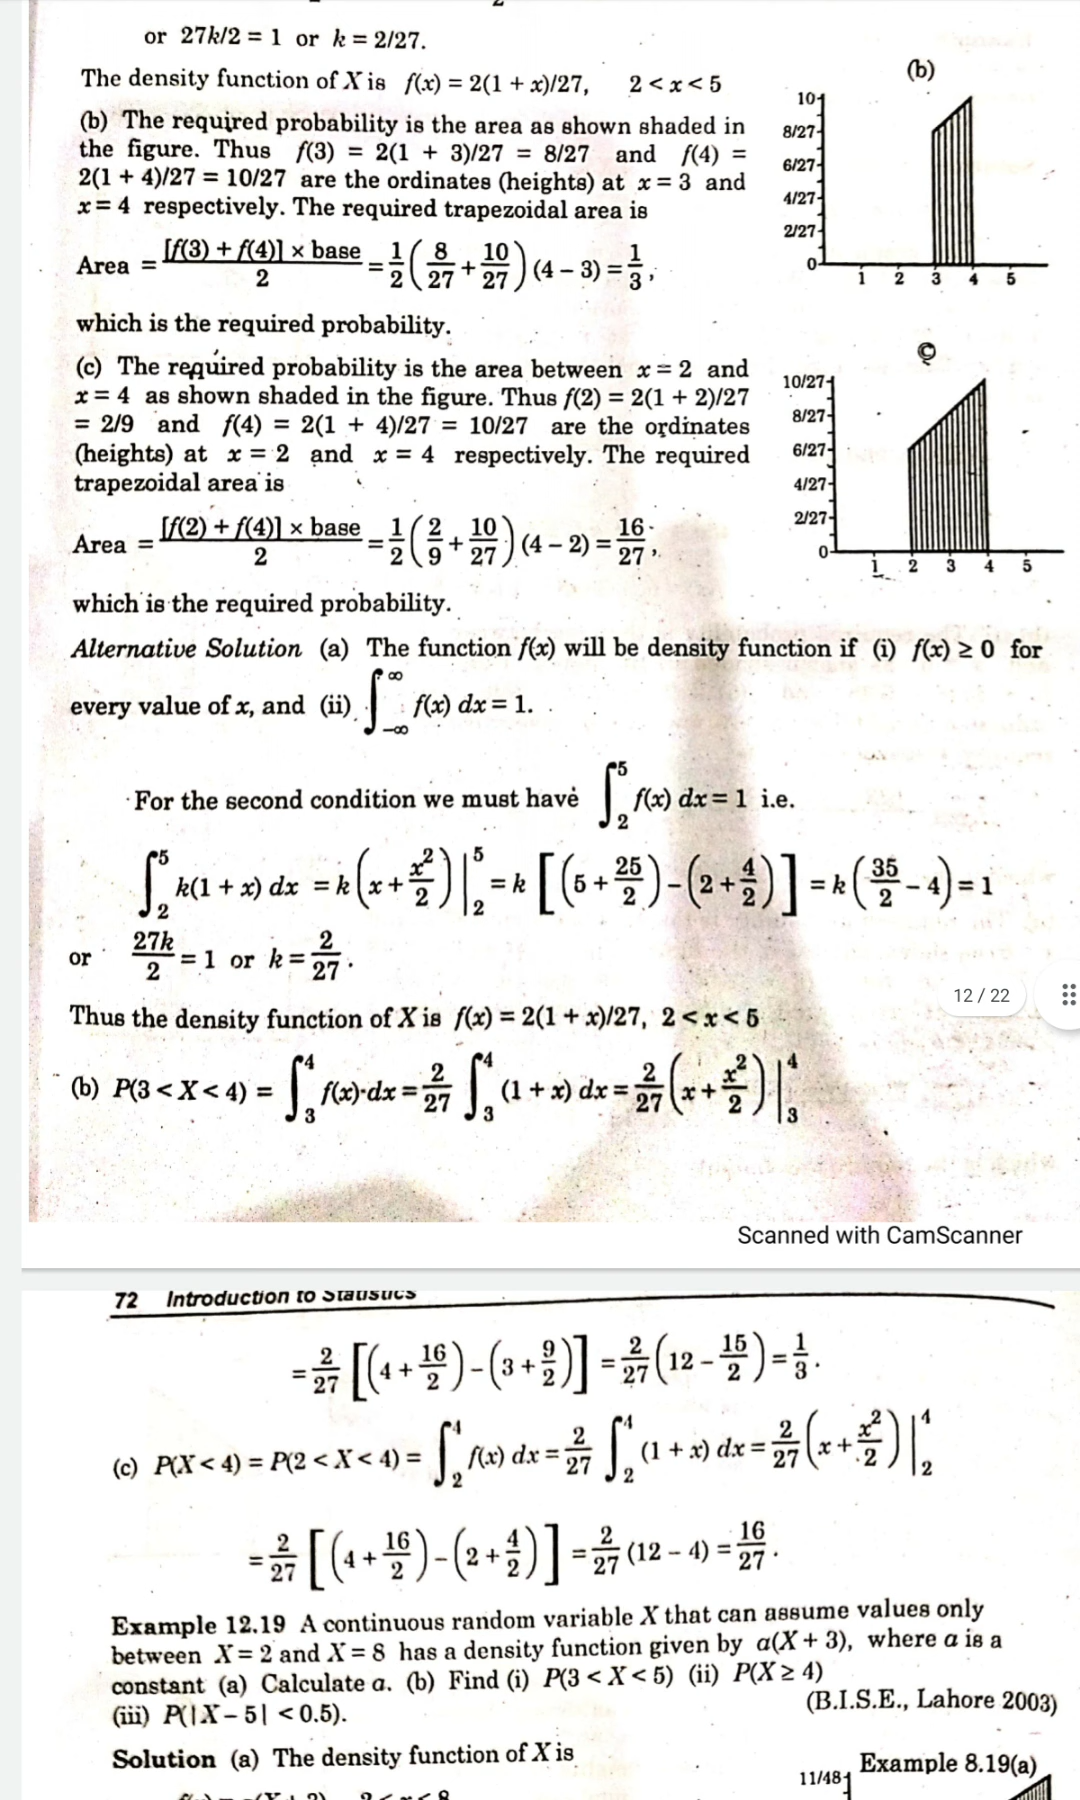 or 27k/2 = 1 or k = 2/27.
The density function of X is f(x) = 2(1 + x)/27, 2 < x < 5
(b) The required probability is the area as shown shaded in
the figure. Thus f(3) = 2(1 + 3)/27 = 8/27 and f(4) =
2(1 + 4)/27 = 10/27 are the ordinates (heights) at x = 3 and
x = 4 respectively. The required trapezoidal area is
Area = [f(3) + f(4)] × base / 2 = 1/2 (8/27 + 10/27) (4 – 3) = 1/3,
which is the required probability.
(b)
10
8/27
6/27
4/27
2/27
0
1 2 3 4 5
(c) The required probability is the area between x = 2 and
x = 4 as shown shaded in the figure. Thus f(2) = 2(1 + 2)/27
= 2/9 and f(4) = 2(1 + 4)/27 = 10/27 are the ordinates
(heights) at x = 2 and x = 4 respectively. The required
trapezoidal area is
Area = [f(2) + f(4)] × base / 2 = 1/2 (2/9 + 10/27) (4 – 2) = 16/27,
which is the required probability.
©
10/27
8/27
6/27
4/27
2/27
0
1 2 3 4 5
Alternative Solution (a) The function f(x) will be density function if (i) f(x) ≥ 0 for
every value of x, and (ii) ∫_{–∞}^{∞} f(x) dx = 1.
For the second condition we must have ∫_2^5 f(x) dx = 1 i.e.
∫_2^5 k(1 + x) dx = k (x + x²/2) |_2^5 = k [(5 + 25/2) – (2 + 4/2)] = k (35/2 – 4) = 1
or 27k/2 = 1 or k = 2/27.
12 / 22
Thus the density function of X is f(x) = 2(1 + x)/27, 2 < x < 5
(b) P(3 < X < 4) = ∫_3^4 f(x)·dx = 2/27 ∫_3^4 (1 + x) dx = 2/27 (x + x²/2) |_3^4
Scanned with CamScanner
72 Introduction to Statistics
= 2/27 [(4 + 16/2) – (3 + 9/2)] = 2/27 (12 – 15/2) = 1/3.
(c) P(X < 4) = P(2 < X < 4) = ∫_2^4 f(x) dx = 2/27 ∫_2^4 (1 + x) dx = 2/27 (x + x²/2) |_2^4
= 2/27 [(4 + 16/2) – (2 + 4/2)] = 2/27 (12 – 4) = 16/27.
Example 12.19 A continuous random variable X that can assume values only
between X = 2 and X = 8 has a density function given by a(X + 3), where a is a
constant (a) Calculate a. (b) Find (i) P(3 < X < 5) (ii) P(X ≥ 4)
(iii) P(|X – 5| < 0.5).
(B.I.S.E., Lahore 2003)
Solution (a) The density function of X is
Example 8.19(a)
11/48